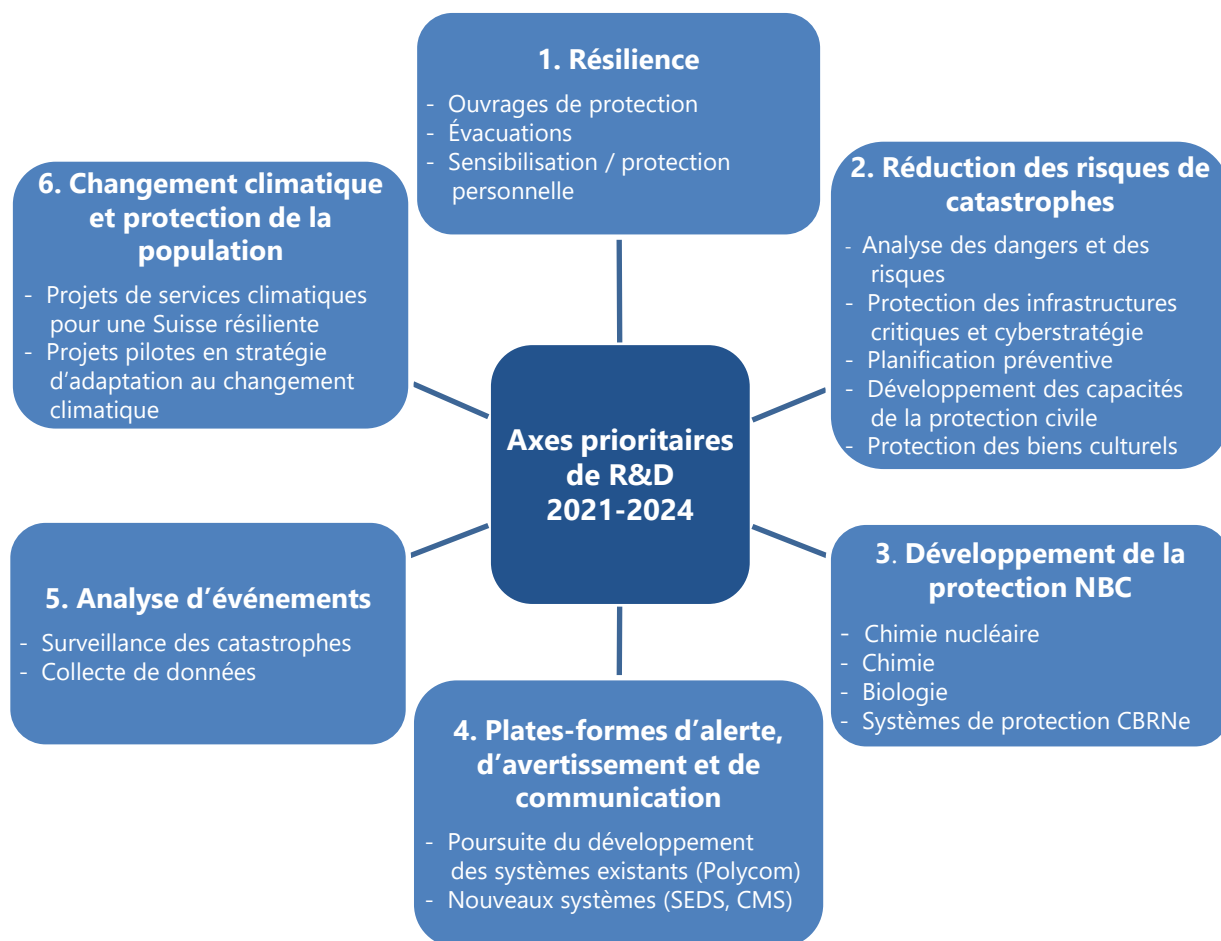 1. Résilience
- Ouvrages de protection
- Évacuations
- Sensibilisation / protection
personnelle
2. Réduction des risques de
catastrophes
- Analyse des dangers et des
risques
- Protection des infrastructures
critiques et cyberstratégie
- Planification préventive
- Développement des capacités
de la protection civile
- Protection des biens culturels
3. Développement de la
protection NBC
- Chimie nucléaire
- Chimie
- Biologie
- Systèmes de protection CBRNe
4. Plates-formes d’alerte,
d’avertissement et de
communication
- Poursuite du développement
des systèmes existants (Polycom)
- Nouveaux systèmes (SEDS, CMS)
5. Analyse d’événements
- Surveillance des catastrophes
- Collecte de données
6. Changement climatique
et protection de la
population
- Projets de services climatiques
pour une Suisse résiliente
- Projets pilotes en stratégie
d’adaptation au changement
climatique
Axes prioritaires
de R&D
2021-2024